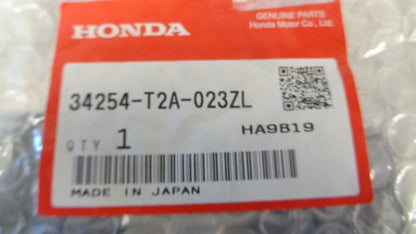 HONDA
GENUINE PARTS
Honda Motor Co., Ltd.
34254-T2A-023ZL
QTY 1
HA9B19
MADE IN JAPAN